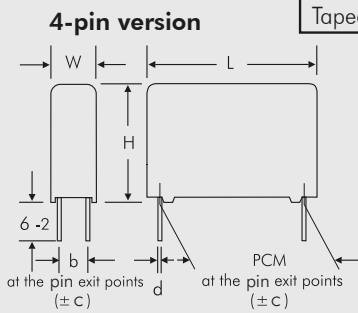 4-pin version
Taped
W
L
H
6 -2
b
d
PCM
at the pin exit points
(± c)
at the pin exit points
(± c)